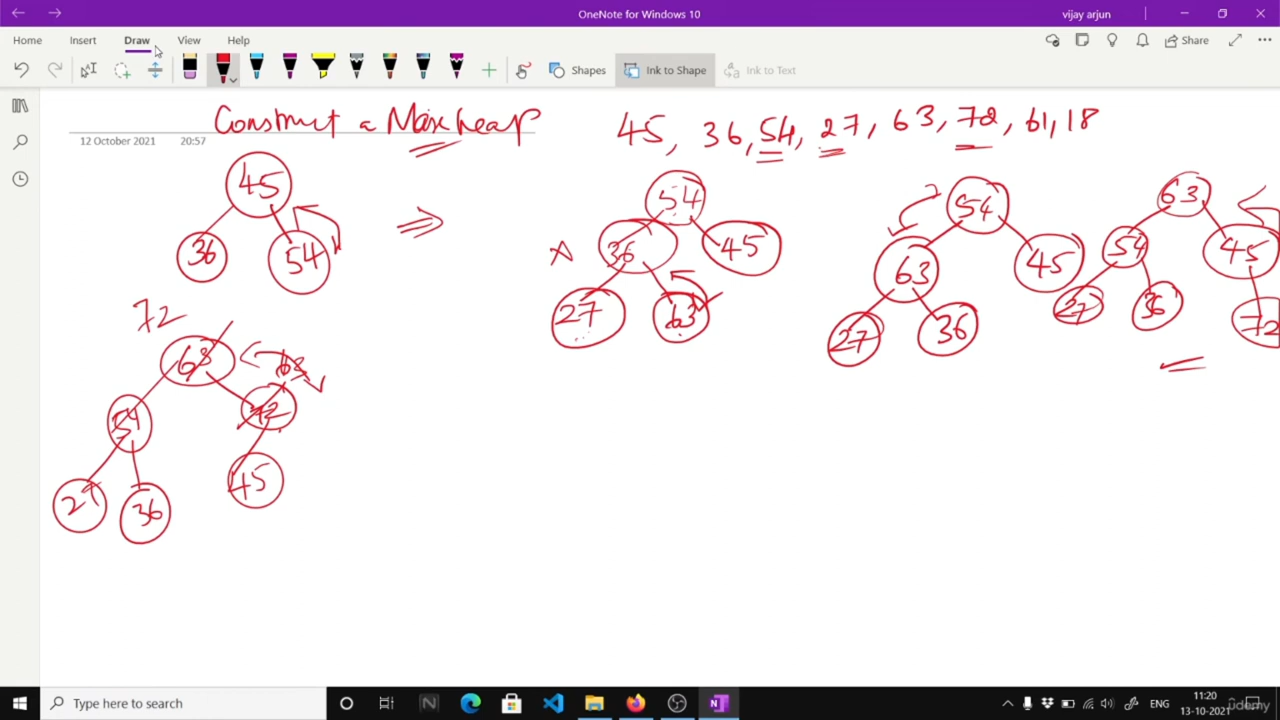 OneNote for Windows 10
vijay arjun
Home Insert Draw View Help
Share
Shapes Ink to Shape Ink to Text
Construct a Max heap 45, 36, 54, 27, 63, 72, 61, 18
12 October 2021 20:57
45
36 54
54
36 45
27 63
54
63 45
27 36
63
54 45
27 36 72
72
63 63
54 72
27 36 45
Type here to search
ENG
11:20
13-10-2021
udemy